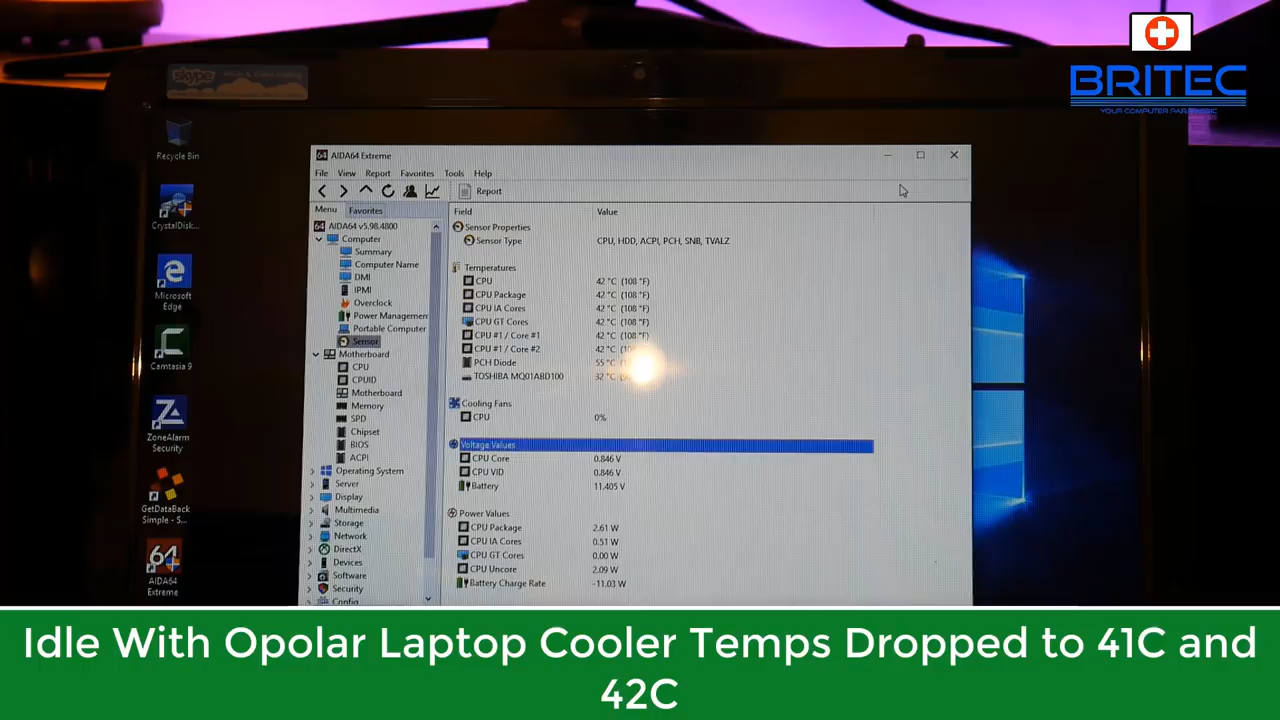 BRITEC
YOUR COMPUTER PARAMEDIC
skype
Recycle Bin
CrystalDisk...
Microsoft
Edge
Camtasia 9
ZoneAlarm
Security
GetDataBack
Simple - S...
64
AIDA64
Extreme
64 AIDA64 Extreme
File View Report Favorites Tools Help
Report
Menu Favorites
64 AIDA64 v5.98.4800
Computer
Summary
Computer Name
DMI
IPMI
Overclock
Power Management
Portable Computer
Sensor
Motherboard
CPU
CPUID
Motherboard
Memory
SPD
Chipset
BIOS
ACPI
Operating System
Server
Display
Multimedia
Storage
Network
DirectX
Devices
Software
Security
Config
Field Value
Sensor Properties
Sensor Type CPU, HDD, ACPI, PCH, SNB, TVALZ
Temperatures
CPU 42 °C (108 °F)
CPU Package 42 °C (108 °F)
CPU IA Cores 42 °C (108 °F)
CPU GT Cores 42 °C (108 °F)
CPU #1 / Core #1 42 °C (108 °F)
CPU #1 / Core #2 42 °C
PCH Diode 55 °C
TOSHIBA MQ01ABD100 32 °C
Cooling Fans
CPU 0%
Voltage Values
CPU Core 0.846 V
CPU VID 0.846 V
Battery 11.405 V
Power Values
CPU Package 2.61 W
CPU IA Cores 0.51 W
CPU GT Cores 0.00 W
CPU Uncore 2.09 W
Battery Charge Rate -11.03 W
Idle With Opolar Laptop Cooler Temps Dropped to 41C and
42C